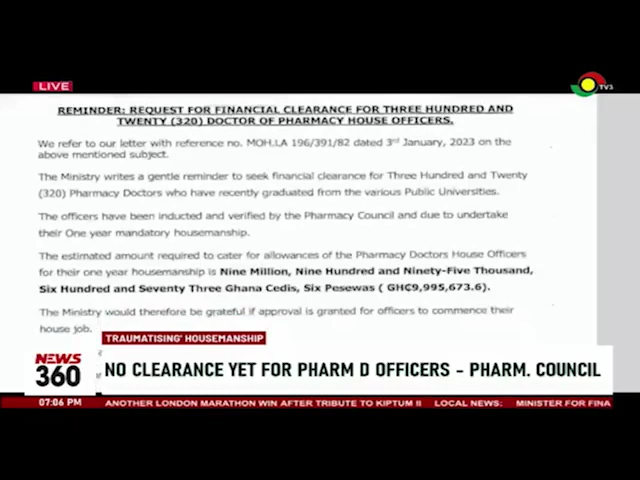 LIVE
TV3
REMINDER: REQUEST FOR FINANCIAL CLEARANCE FOR THREE HUNDRED AND
TWENTY (320) DOCTOR OF PHARMACY HOUSE OFFICERS.
We refer to our letter with reference no. MOH.LA 196/391/82 dated 3rd January, 2023 on the
above mentioned subject.
The Ministry writes a gentle reminder to seek financial clearance for Three Hundred and Twenty
(320) Pharmacy Doctors who have recently graduated from the various Public Universities.
The officers have been inducted and verified by the Pharmacy Council and due to undertake
their One year mandatory housemanship.
The estimated amount required to cater for allowances of the Pharmacy Doctors House Officers
for their one year housemanship is Nine Million, Nine Hundred and Ninety-Five Thousand,
Six Hundred and Seventy Three Ghana Cedis, Six Pesewas ( GH₵9,995,673.6).
The Ministry would therefore be grateful if approval is granted for officers to commence their
house job.
TRAUMATISING' HOUSEMANSHIP
NEWS
360
NO CLEARANCE YET FOR PHARM D OFFICERS – PHARM. COUNCIL
07:06 PM ANOTHER LONDON MARATHON WIN AFTER TRIBUTE TO KIPTUM II LOCAL NEWS: MINISTER FOR FINA